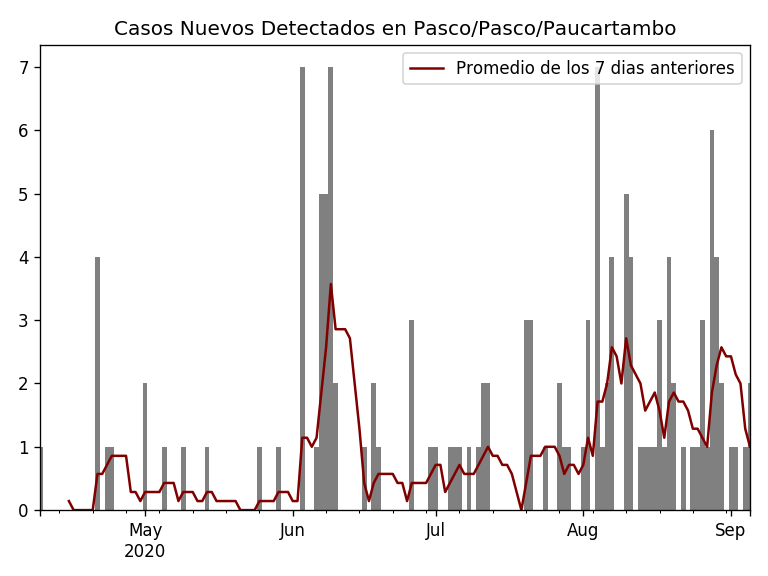 Casos Nuevos Detectados en Pasco/Pasco/Paucartambo
Promedio de los 7 dias anteriores
7
6
5
4
3
2
1
0
May
2020
Jun
Jul
Aug
Sep